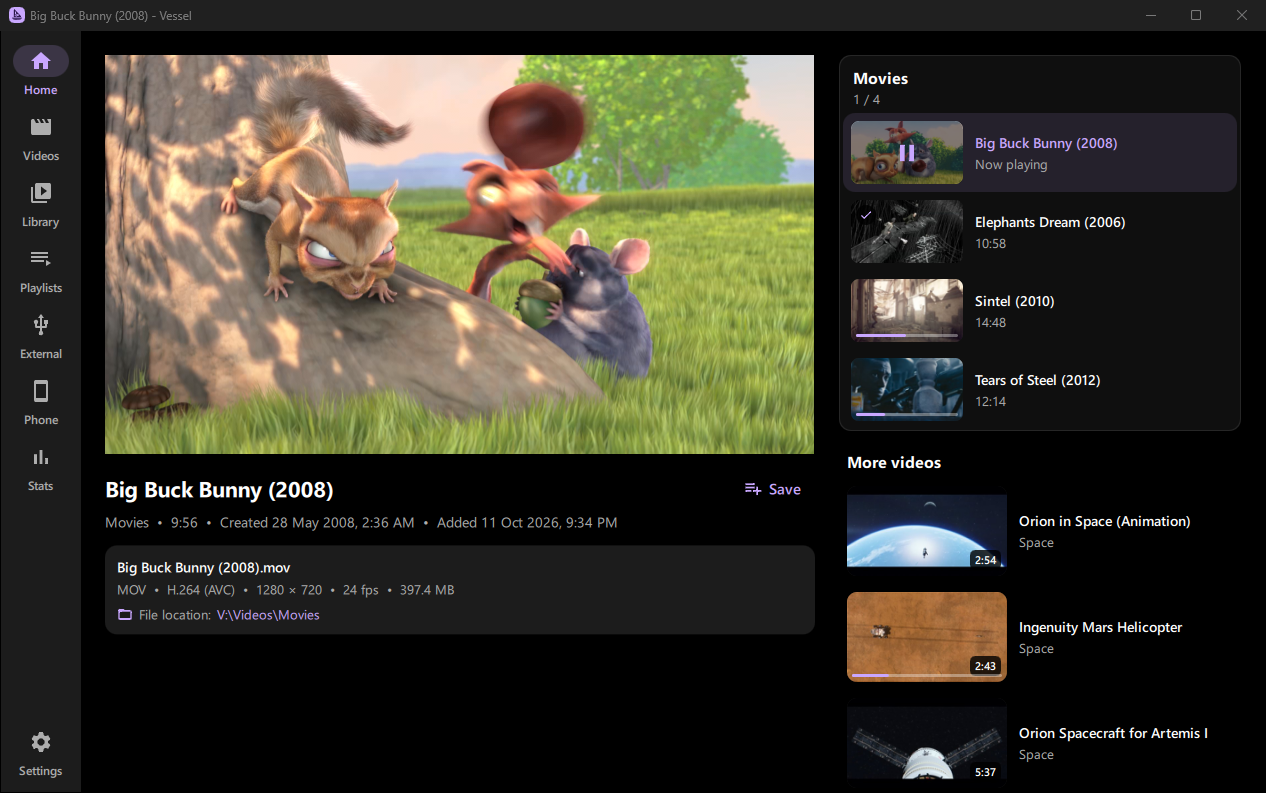 Big Buck Bunny (2008) - Vessel
Home
Videos
Library
Playlists
External
Phone
Stats
Settings
Big Buck Bunny (2008)
Save
Movies • 9:56 • Created 28 May 2008, 2:36 AM • Added 11 Oct 2026, 9:34 PM
Big Buck Bunny (2008).mov
MOV • H.264 (AVC) • 1280 × 720 • 24 fps • 397.4 MB
File location: V:\Videos\Movies
Movies
1 / 4
Big Buck Bunny (2008)
Now playing
Elephants Dream (2006)
10:58
Sintel (2010)
14:48
Tears of Steel (2012)
12:14
More videos
2:54
Orion in Space (Animation)
Space
2:43
Ingenuity Mars Helicopter
Space
5:37
Orion Spacecraft for Artemis I
Space